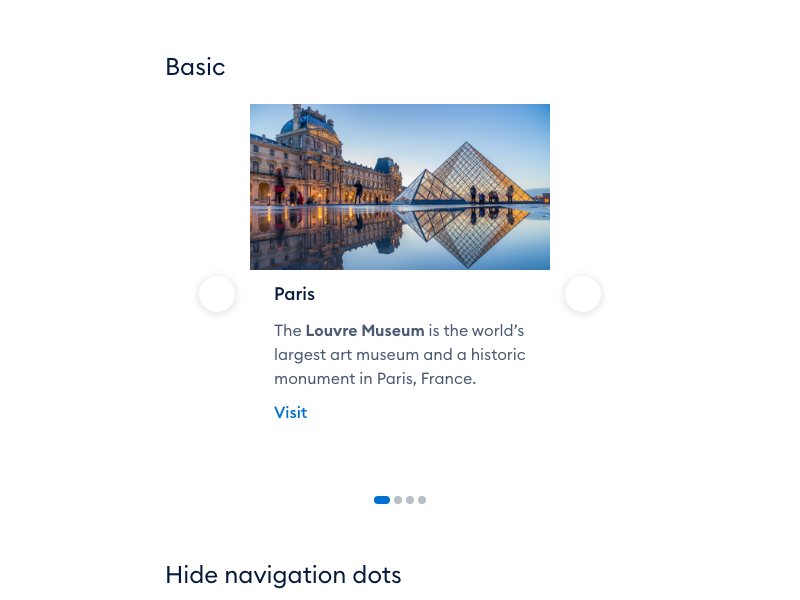 Basic
Paris
The Louvre Museum is the world’s
largest art museum and a historic
monument in Paris, France.
Visit
Hide navigation dots